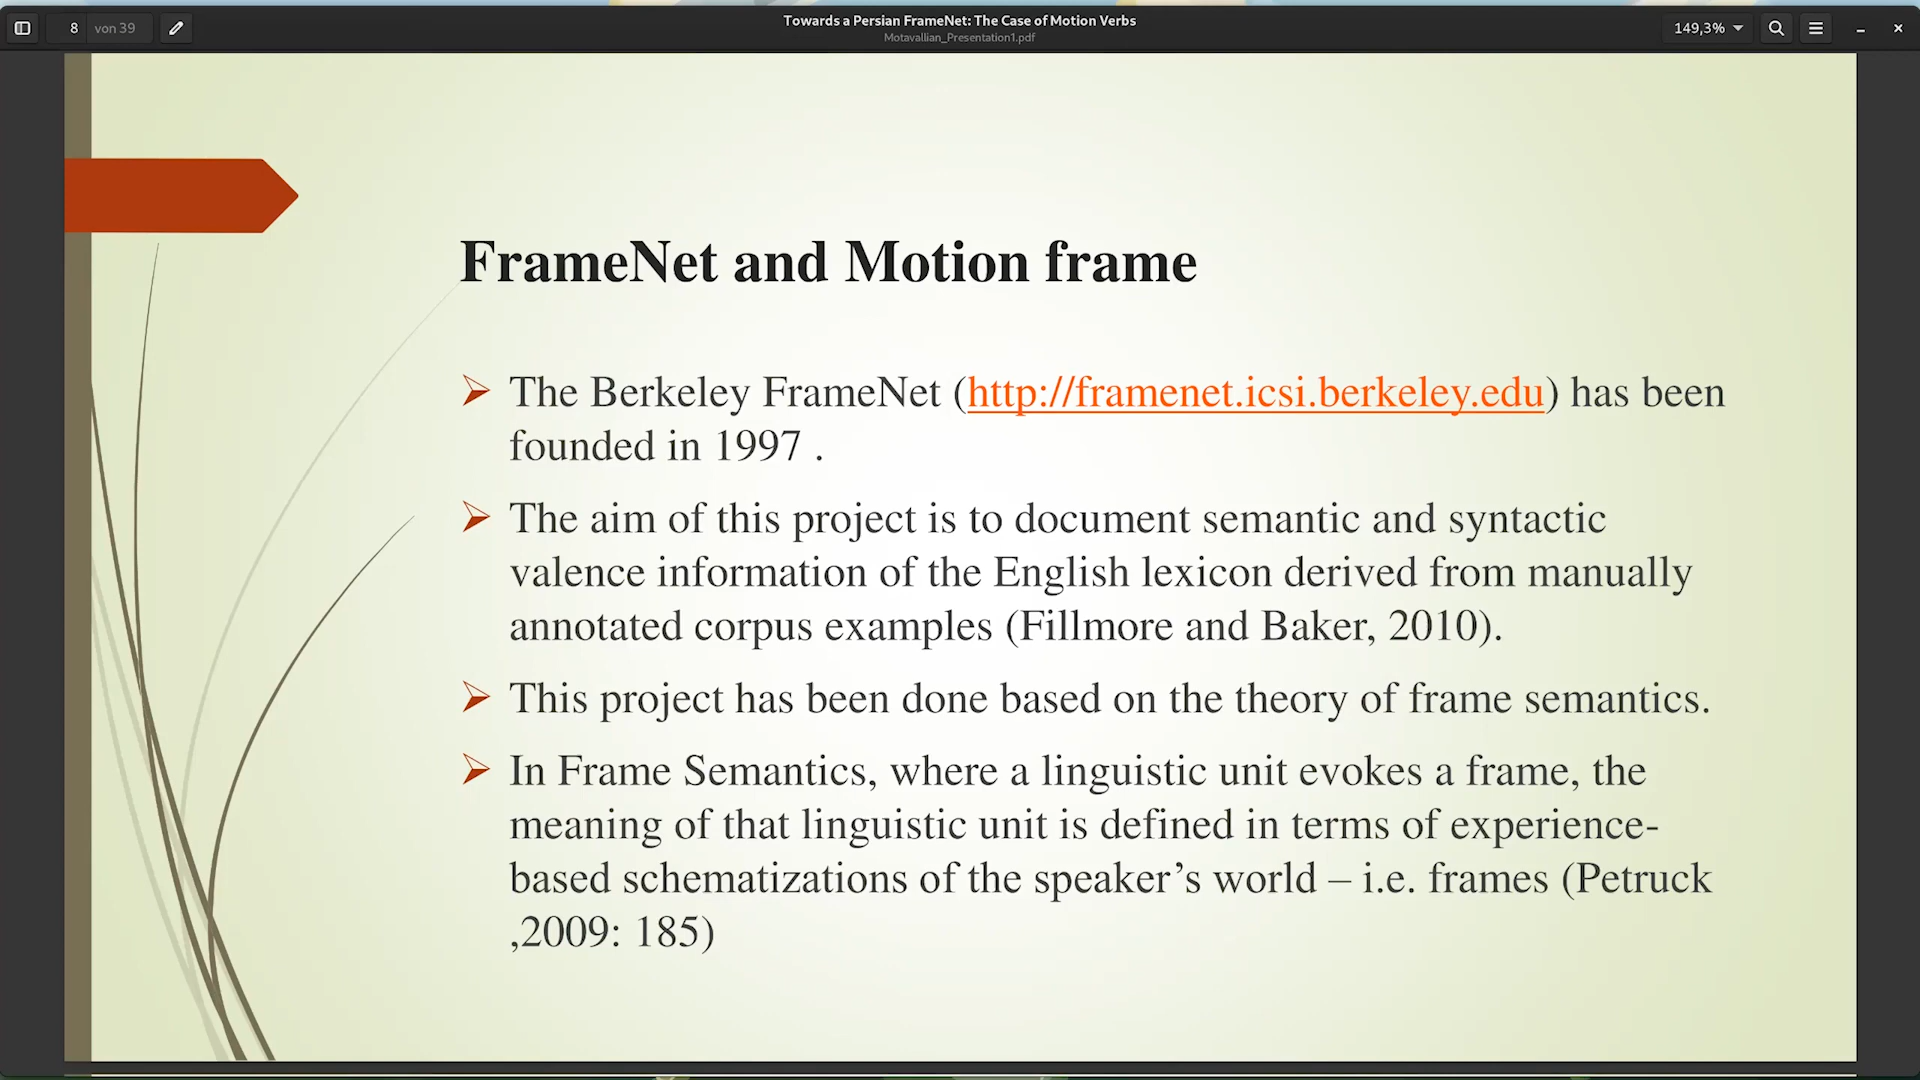 8 von 39
Towards a Persian FrameNet: The Case of Motion Verbs
Motavallian_Presentation1.pdf
149,3%
FrameNet and Motion frame
The Berkeley FrameNet (http://framenet.icsi.berkeley.edu) has been
founded in 1997 .
The aim of this project is to document semantic and syntactic
valence information of the English lexicon derived from manually
annotated corpus examples (Fillmore and Baker, 2010).
This project has been done based on the theory of frame semantics.
In Frame Semantics, where a linguistic unit evokes a frame, the
meaning of that linguistic unit is defined in terms of experience-
based schematizations of the speaker’s world – i.e. frames (Petruck
,2009: 185)